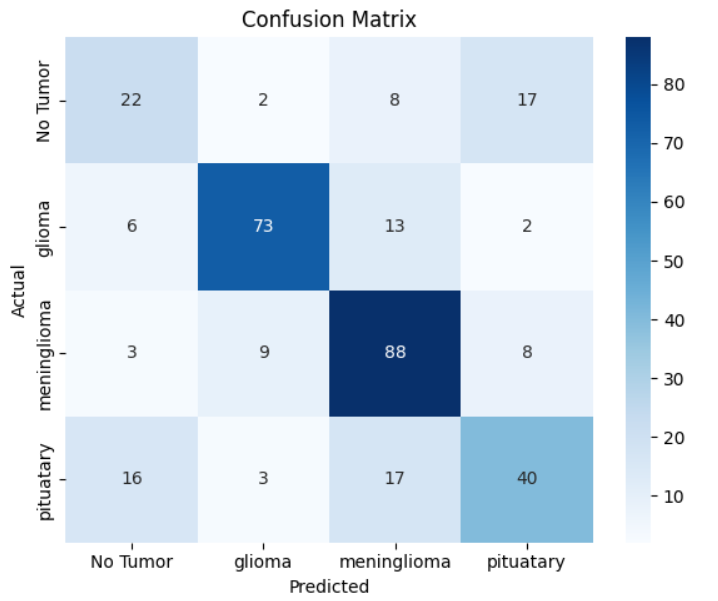 Confusion Matrix
Actual
No Tumor
22 2 8 17
glioma
6 73 13 2
meninglioma
3 9 88 8
pituatary
16 3 17 40
No Tumor glioma meninglioma pituatary
Predicted
80
70
60
50
40
30
20
10